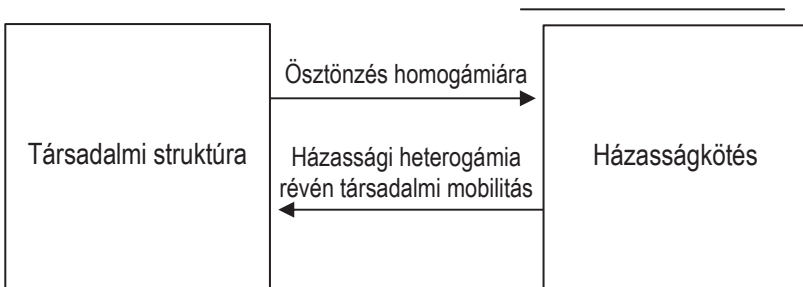 Ösztönzés homogámiára
Társadalmi struktúra
Házassági heterogámia
révén társadalmi mobilitás
Házasságkötés